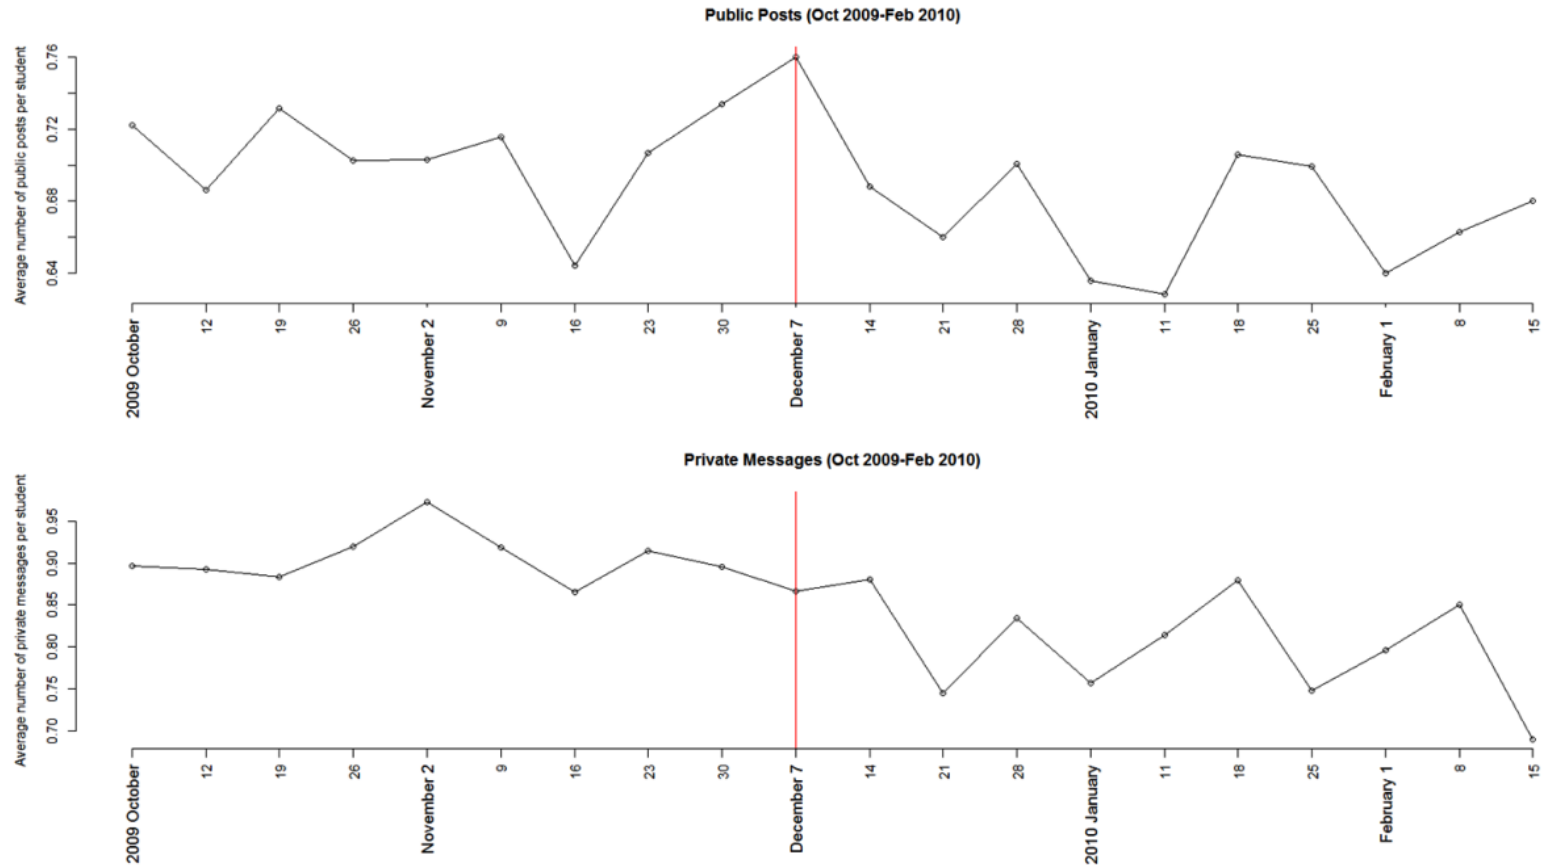 Public Posts (Oct 2009-Feb 2010)
Average number of public posts per student
0.76
0.72
0.68
0.64
2009 October
12
19
26
November 2
9
16
23
30
December 7
14
21
28
2010 January
11
18
25
February 1
8
15
Private Messages (Oct 2009-Feb 2010)
Average number of private messages per student
0.95
0.90
0.85
0.80
0.75
0.70
2009 October
12
19
26
November 2
9
16
23
30
December 7
14
21
28
2010 January
11
18
25
February 1
8
15